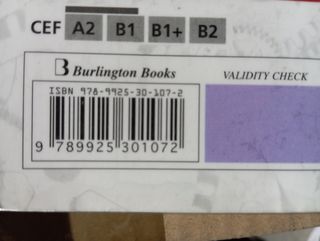 CEF A2 B1 B1+ B2
Burlington Books VALIDITY CHECK
ISBN 978-9925-30-107-2
9 789925 301072